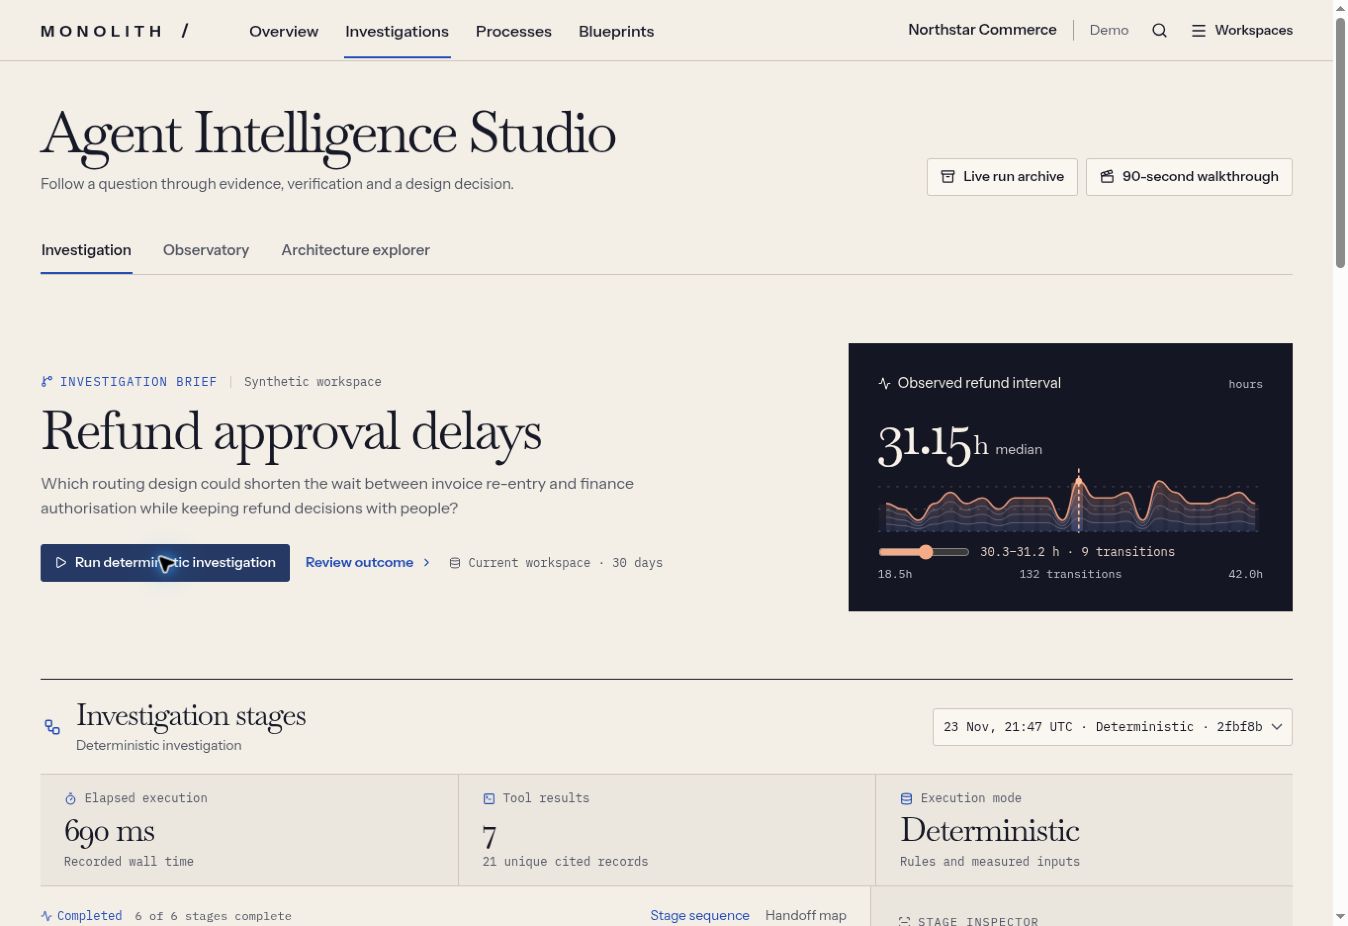 MONOLITH /
Overview
Investigations
Processes
Blueprints
Northstar Commerce
Demo
Workspaces
Agent Intelligence Studio
Follow a question through evidence, verification and a design decision.
Live run archive
90-second walkthrough
Investigation
Observatory
Architecture explorer
INVESTIGATION BRIEF
Synthetic workspace
Refund approval delays
Which routing design could shorten the wait between invoice re-entry and finance
authorisation while keeping refund decisions with people?
Run deterministic investigation
Review outcome
Current workspace · 30 days
Observed refund interval
hours
31.15h median
30.3–31.2 h · 9 transitions
18.5h
132 transitions
42.0h
Investigation stages
Deterministic investigation
23 Nov, 21:47 UTC · Deterministic · 2fbf8b
Elapsed execution
690 ms
Recorded wall time
Tool results
7
21 unique cited records
Execution mode
Deterministic
Rules and measured inputs
Completed
6 of 6 stages complete
Stage sequence
Handoff map
STAGE INSPECTOR